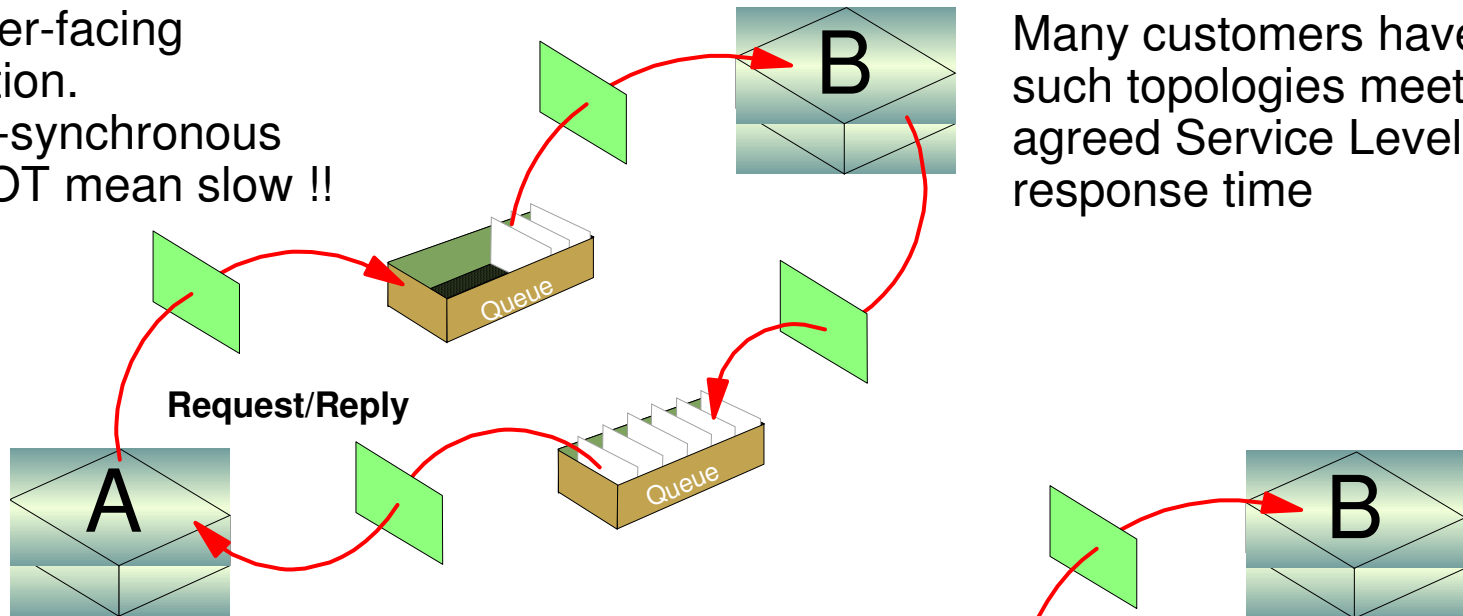 er-facing
tion.
-synchronous
OT mean slow !!
B
Many customers have
such topologies meet
agreed Service Level
response time
Queue
Request/Reply
Queue
A
B